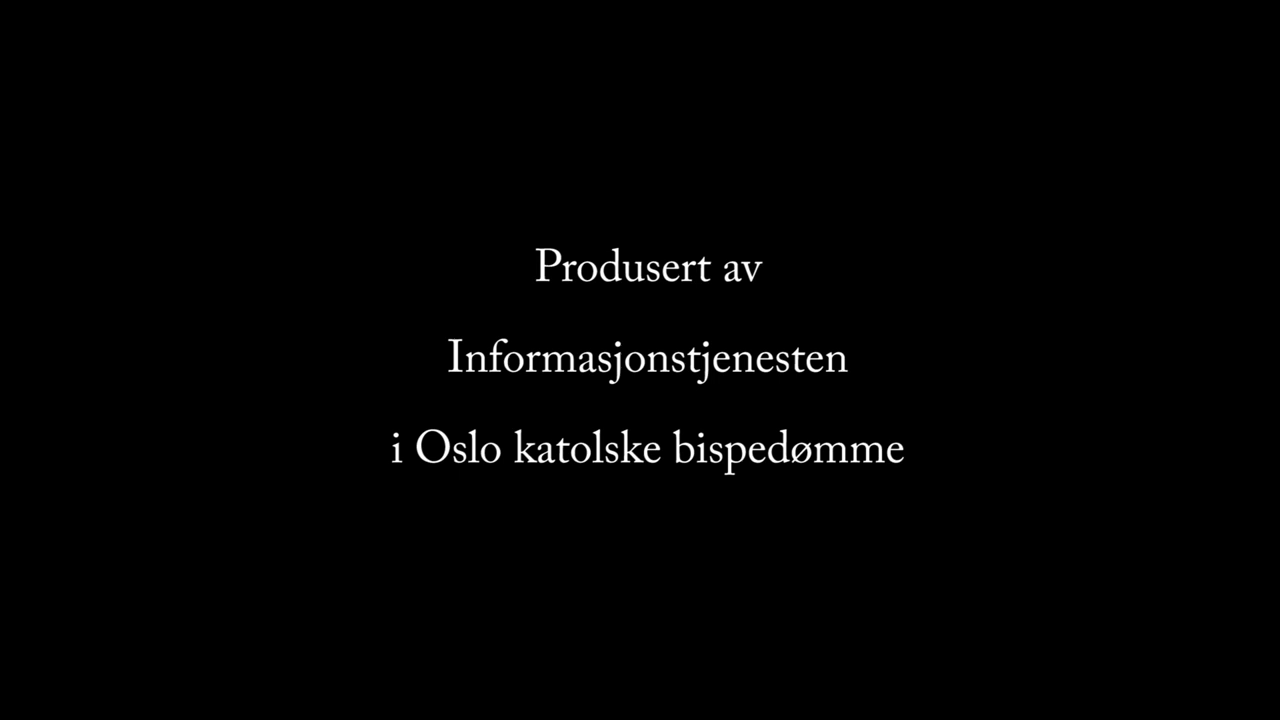 Produsert av
Informasjonstjenesten
i Oslo katolske bispedømme